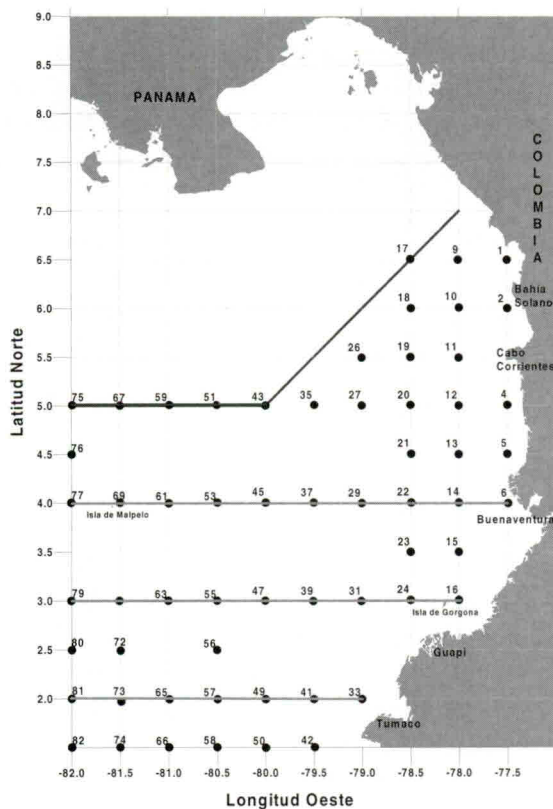 9.0
8.5
PANAMA
8.0
COLOMBIA
7.5
7.0
17 9 1
6.5
Bahía
Solano
18 10 2
6.0
26 19 11
Cabo
Corrientes
5.5
75 67 59 51 43 35 27 20 12 4
5.0
76 21 13 5
4.5
77 69 61 53 45 37 29 22 14 6
4.0
Isla de Malpelo
Buenaventura
23 15
3.5
79 63 55 47 39 31 24 16
3.0
Isla de Gorgona
80 72 56
2.5
Guapi
81 73 65 57 49 41 33
2.0
Tumaco
82 74 66 58 50 42
1.5
-82.0 -81.5 -81.0 -80.5 -80.0 -79.5 -79.0 -78.5 -78.0 -77.5
Latitud Norte
Longitud Oeste